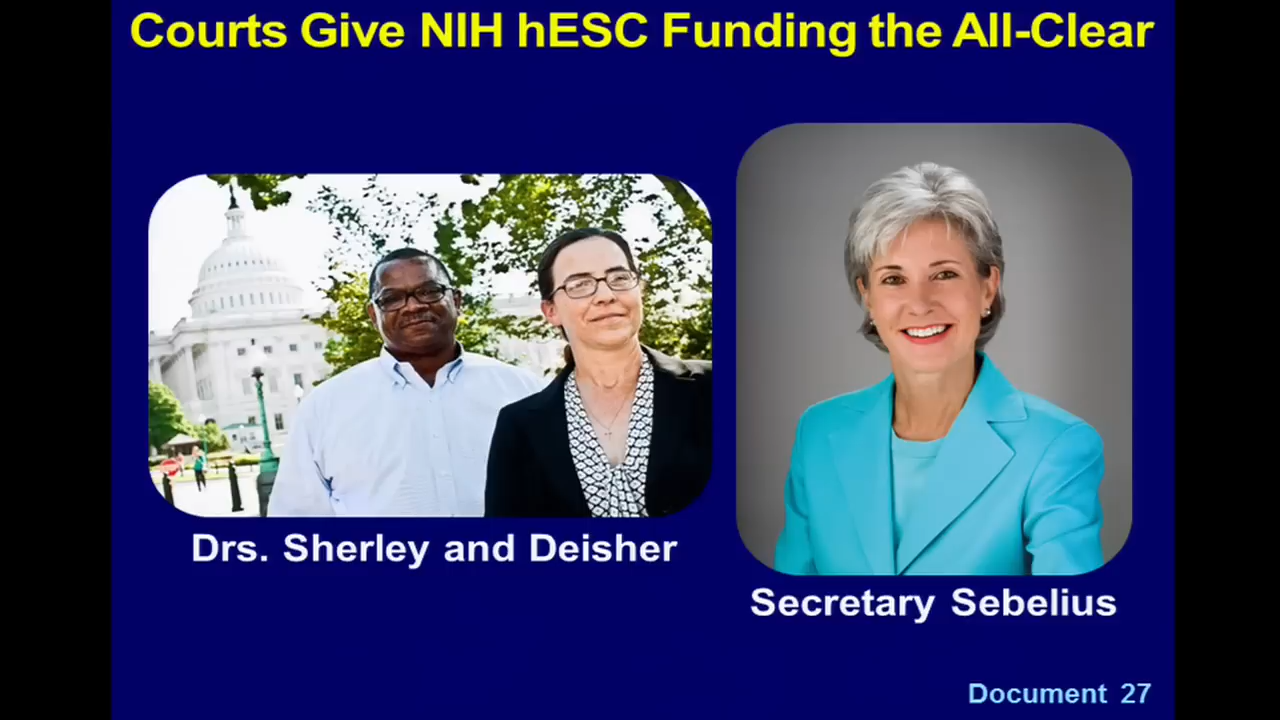 Courts Give NIH hESC Funding the All-Clear
Drs. Sherley and Deisher
Secretary Sebelius
Document 27